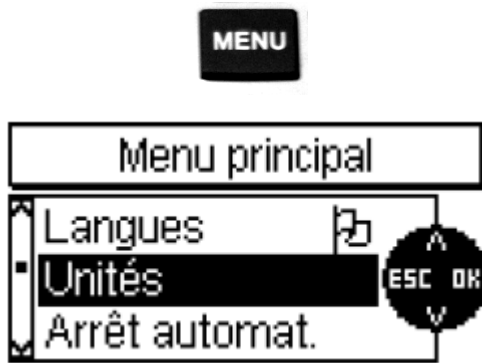 MENU
Menu principal
Langues
Unités
ESC OK
Arrêt automat.